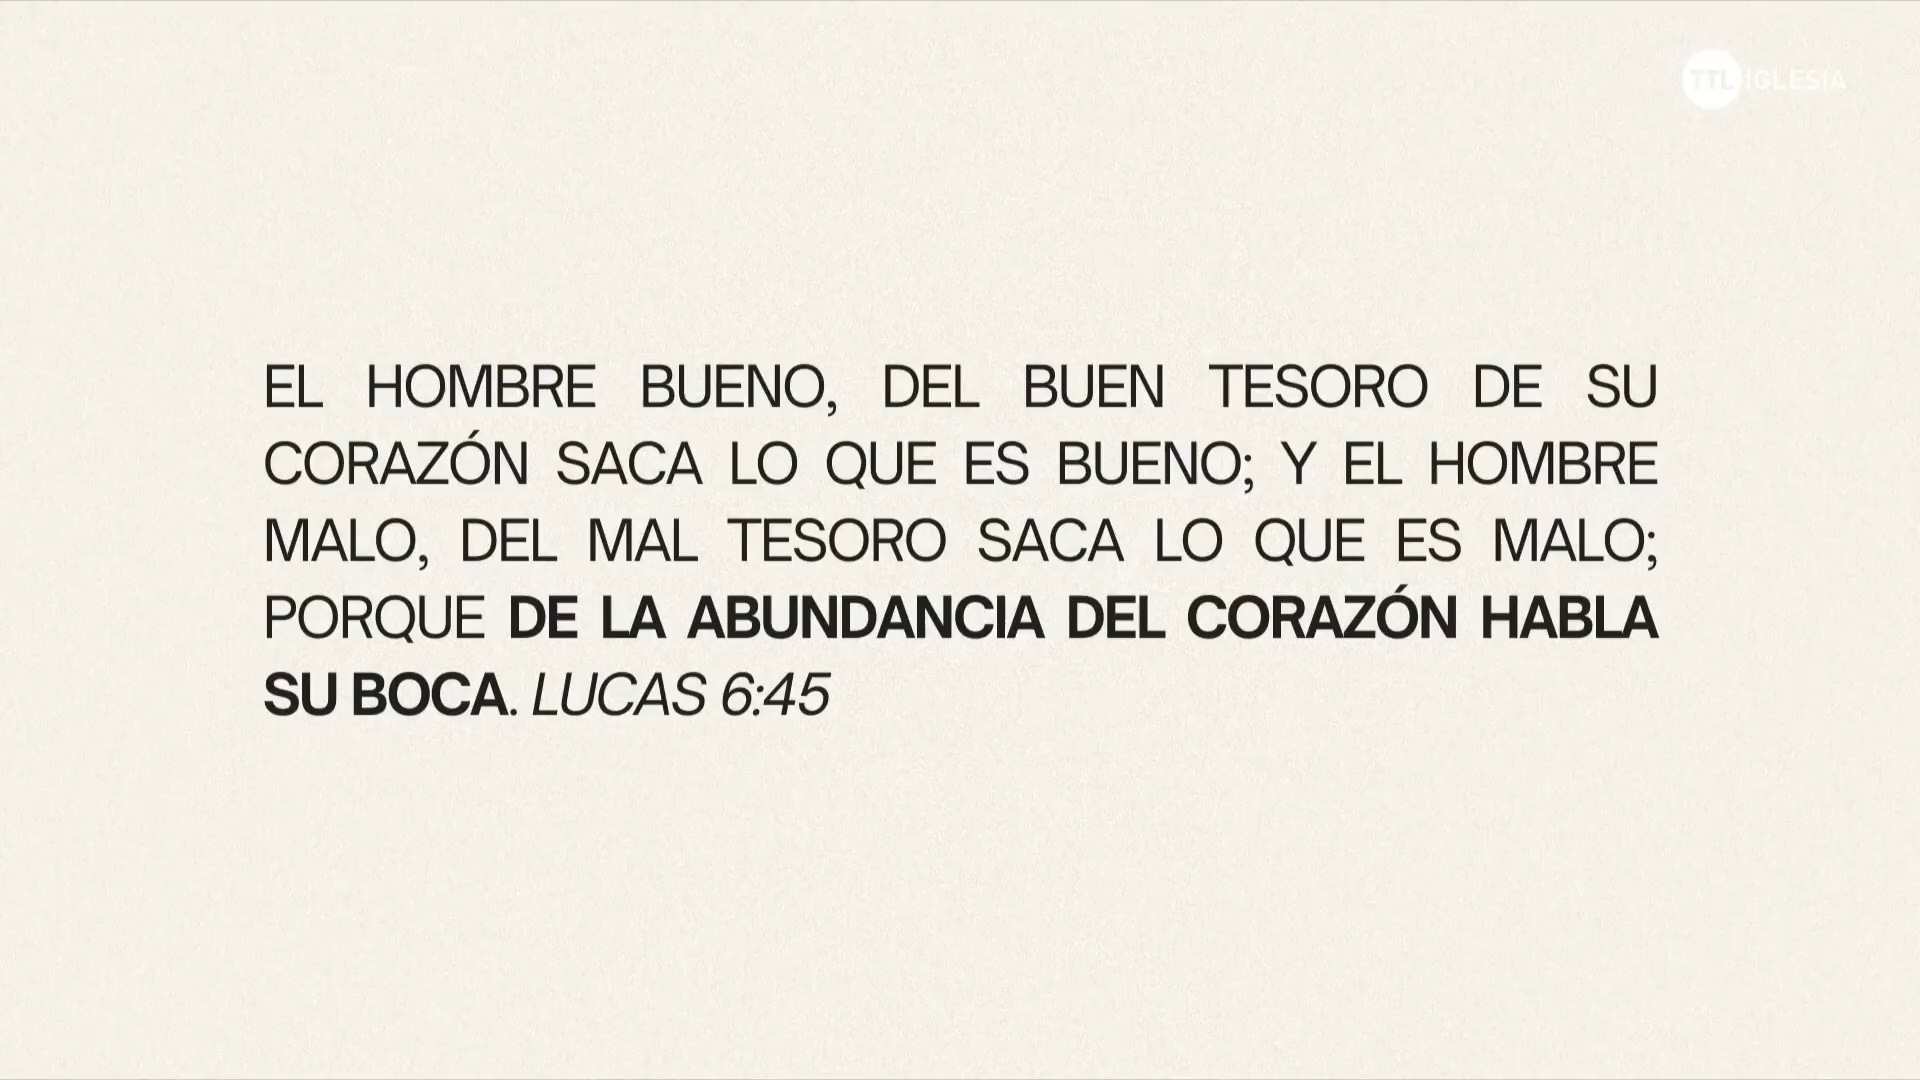 TTL IGLESIA
EL HOMBRE BUENO, DEL BUEN TESORO DE SU
CORAZÓN SACA LO QUE ES BUENO; Y EL HOMBRE
MALO, DEL MAL TESORO SACA LO QUE ES MALO;
PORQUE DE LA ABUNDANCIA DEL CORAZÓN HABLA
SU BOCA. LUCAS 6:45